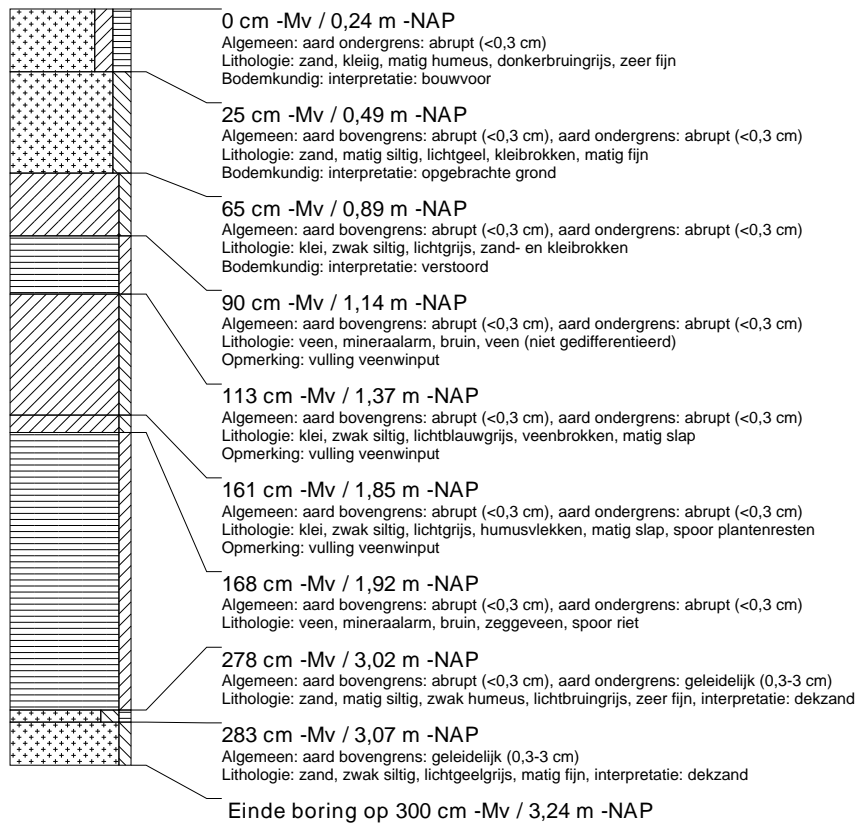 0 cm -Mv / 0,24 m -NAP
Algemeen: aard ondergrens: abrupt (<0,3 cm)
Lithologie: zand, kleiig, matig humeus, donkerbruingrijs, zeer fijn
Bodemkundig: interpretatie: bouwvoor
25 cm -Mv / 0,49 m -NAP
Algemeen: aard bovengrens: abrupt (<0,3 cm), aard ondergrens: abrupt (<0,3 cm)
Lithologie: zand, matig siltig, lichtgeel, kleibrokken, matig fijn
Bodemkundig: interpretatie: opgebrachte grond
65 cm -Mv / 0,89 m -NAP
Algemeen: aard bovengrens: abrupt (<0,3 cm), aard ondergrens: abrupt (<0,3 cm)
Lithologie: klei, zwak siltig, lichtgrijs, zand- en kleibrokken
Bodemkundig: interpretatie: verstoord
90 cm -Mv / 1,14 m -NAP
Algemeen: aard bovengrens: abrupt (<0,3 cm), aard ondergrens: abrupt (<0,3 cm)
Lithologie: veen, mineraalarm, bruin, veen (niet gedifferentieerd)
Opmerking: vulling veenwinput
113 cm -Mv / 1,37 m -NAP
Algemeen: aard bovengrens: abrupt (<0,3 cm), aard ondergrens: abrupt (<0,3 cm)
Lithologie: klei, zwak siltig, lichtblauwgrijs, veenbrokken, matig slap
Opmerking: vulling veenwinput
161 cm -Mv / 1,85 m -NAP
Algemeen: aard bovengrens: abrupt (<0,3 cm), aard ondergrens: abrupt (<0,3 cm)
Lithologie: klei, zwak siltig, lichtgrijs, humusvlekken, matig slap, spoor plantenresten
Opmerking: vulling veenwinput
168 cm -Mv / 1,92 m -NAP
Algemeen: aard bovengrens: abrupt (<0,3 cm), aard ondergrens: abrupt (<0,3 cm)
Lithologie: veen, mineraalarm, bruin, zeggeveen, spoor riet
278 cm -Mv / 3,02 m -NAP
Algemeen: aard bovengrens: abrupt (<0,3 cm), aard ondergrens: geleidelijk (0,3-3 cm)
Lithologie: zand, matig siltig, zwak humeus, lichtbruingrijs, zeer fijn, interpretatie: dekzand
283 cm -Mv / 3,07 m -NAP
Algemeen: aard bovengrens: geleidelijk (0,3-3 cm)
Lithologie: zand, zwak siltig, lichtgeelgrijs, matig fijn, interpretatie: dekzand
Einde boring op 300 cm -Mv / 3,24 m -NAP